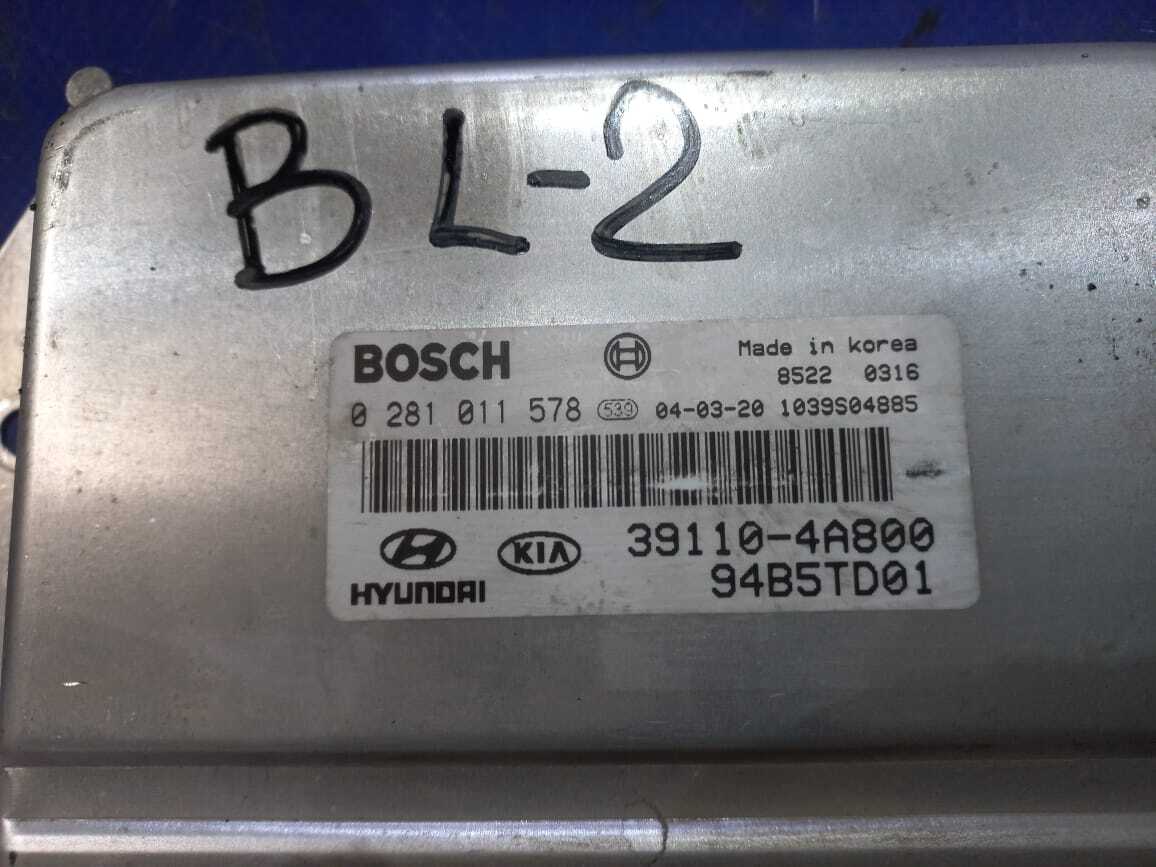 BL-2
BOSCH
Made in korea
8522 0316
0 281 011 578 539 04-03-20 1039S04885
39110-4A800
HYUNDAI KIA
94B5TD01